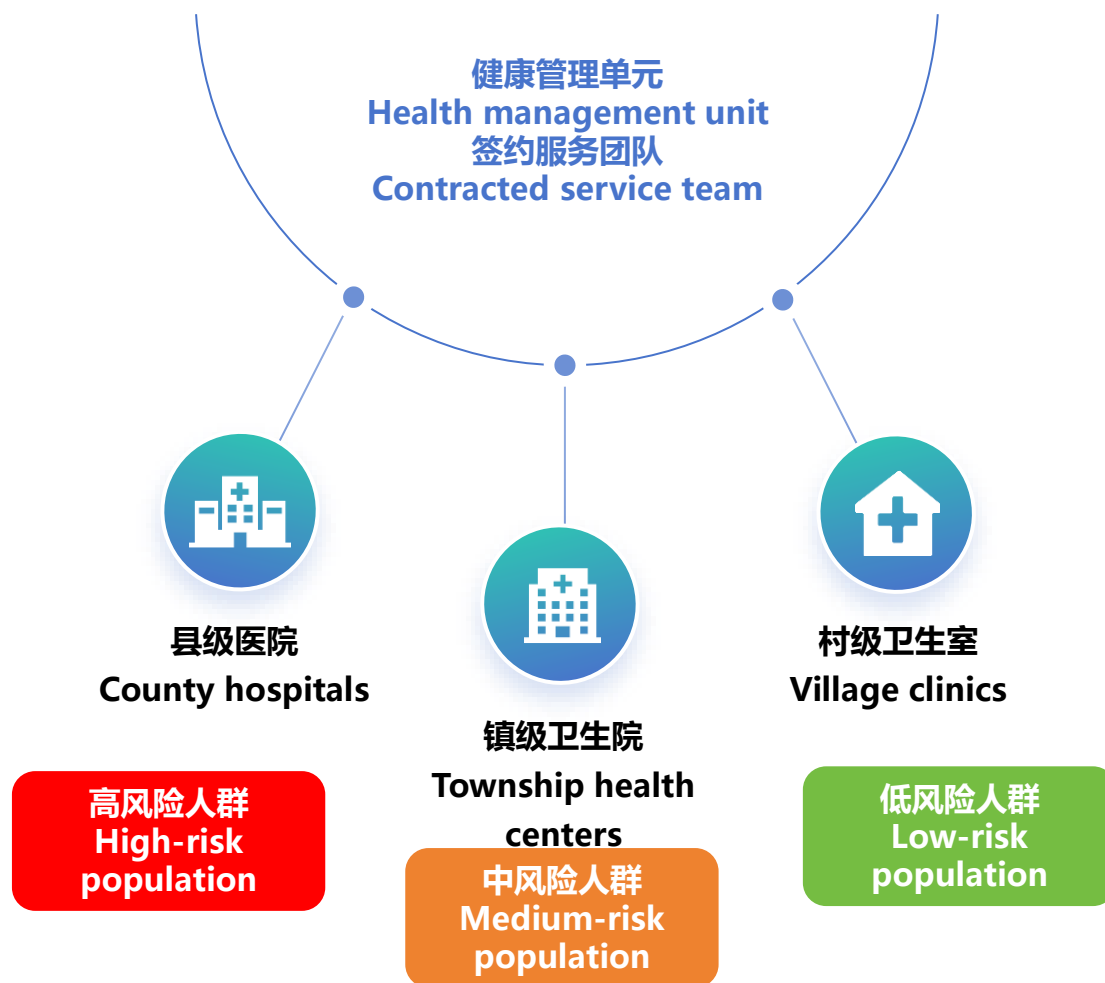 健康管理单元
Health management unit
签约服务团队
Contracted service team
县级医院
County hospitals
高风险人群
High-risk
population
镇级卫生院
Township health
centers
中风险人群
Medium-risk
population
村级卫生室
Village clinics
低风险人群
Low-risk
population